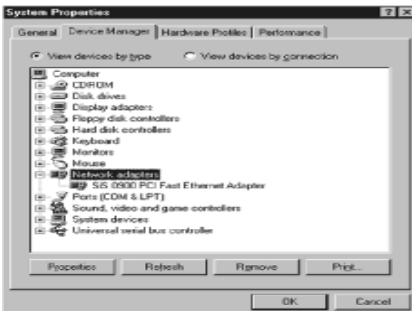 System Properties
General Device Manager Hardware Profiles Performance
View devices by type View devices by connection
Computer
CDROM
Disk drives
Display adapters
Floppy disk controllers
Hard disk controllers
Keyboard
Monitors
Mouse
Network adapters
SiS 0900 PCI Fast Ethernet Adapter
Ports (COM & LPT)
Sound, video and game controllers
System devices
Universal serial bus controller
Properties Refresh Remove Print...
OK Cancel